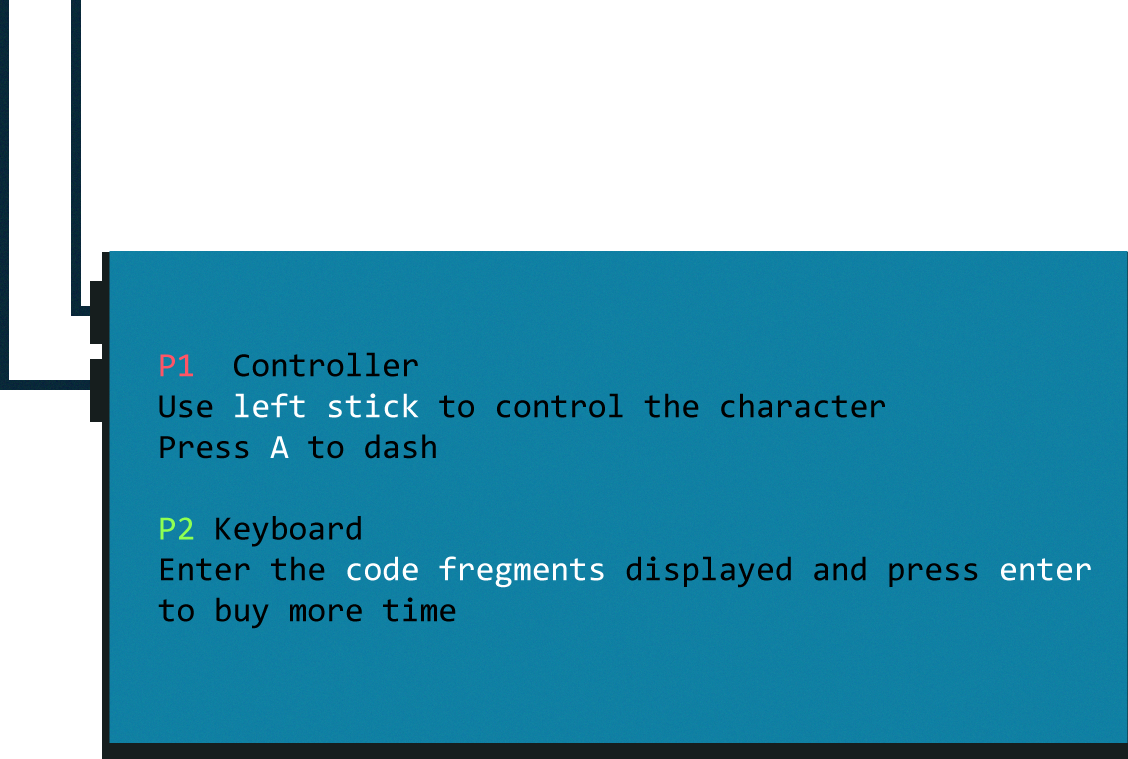 P1  Controller
Use left stick to control the character
Press A to dash
P2 Keyboard
Enter the code fregments displayed and press enter
to buy more time